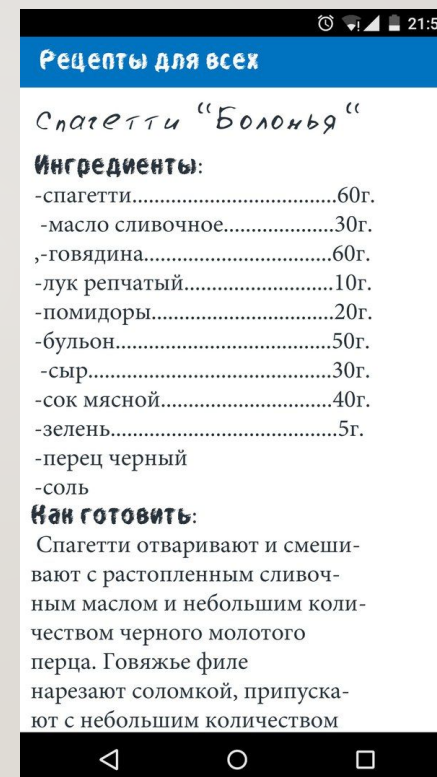 21:5
Рецепты для всех
Спагетти "Болонья"
Ингредиенты:
-спагетти..............................60г.
-масло сливочное................30г.
,-говядина............................60г.
-лук репчатый......................10г.
-помидоры...........................20г.
-бульон................................50г.
-сыр...................................30г.
-сок мясной.........................40г.
-зелень.................................5г.
-перец черный
-соль
Как готовить:
Спагетти отваривают и смеши-
вают с растопленным сливоч-
ным маслом и небольшим коли-
чеством черного молотого
перца. Говяжье филе
нарезают соломкой, припуска-
ют с небольшим количеством